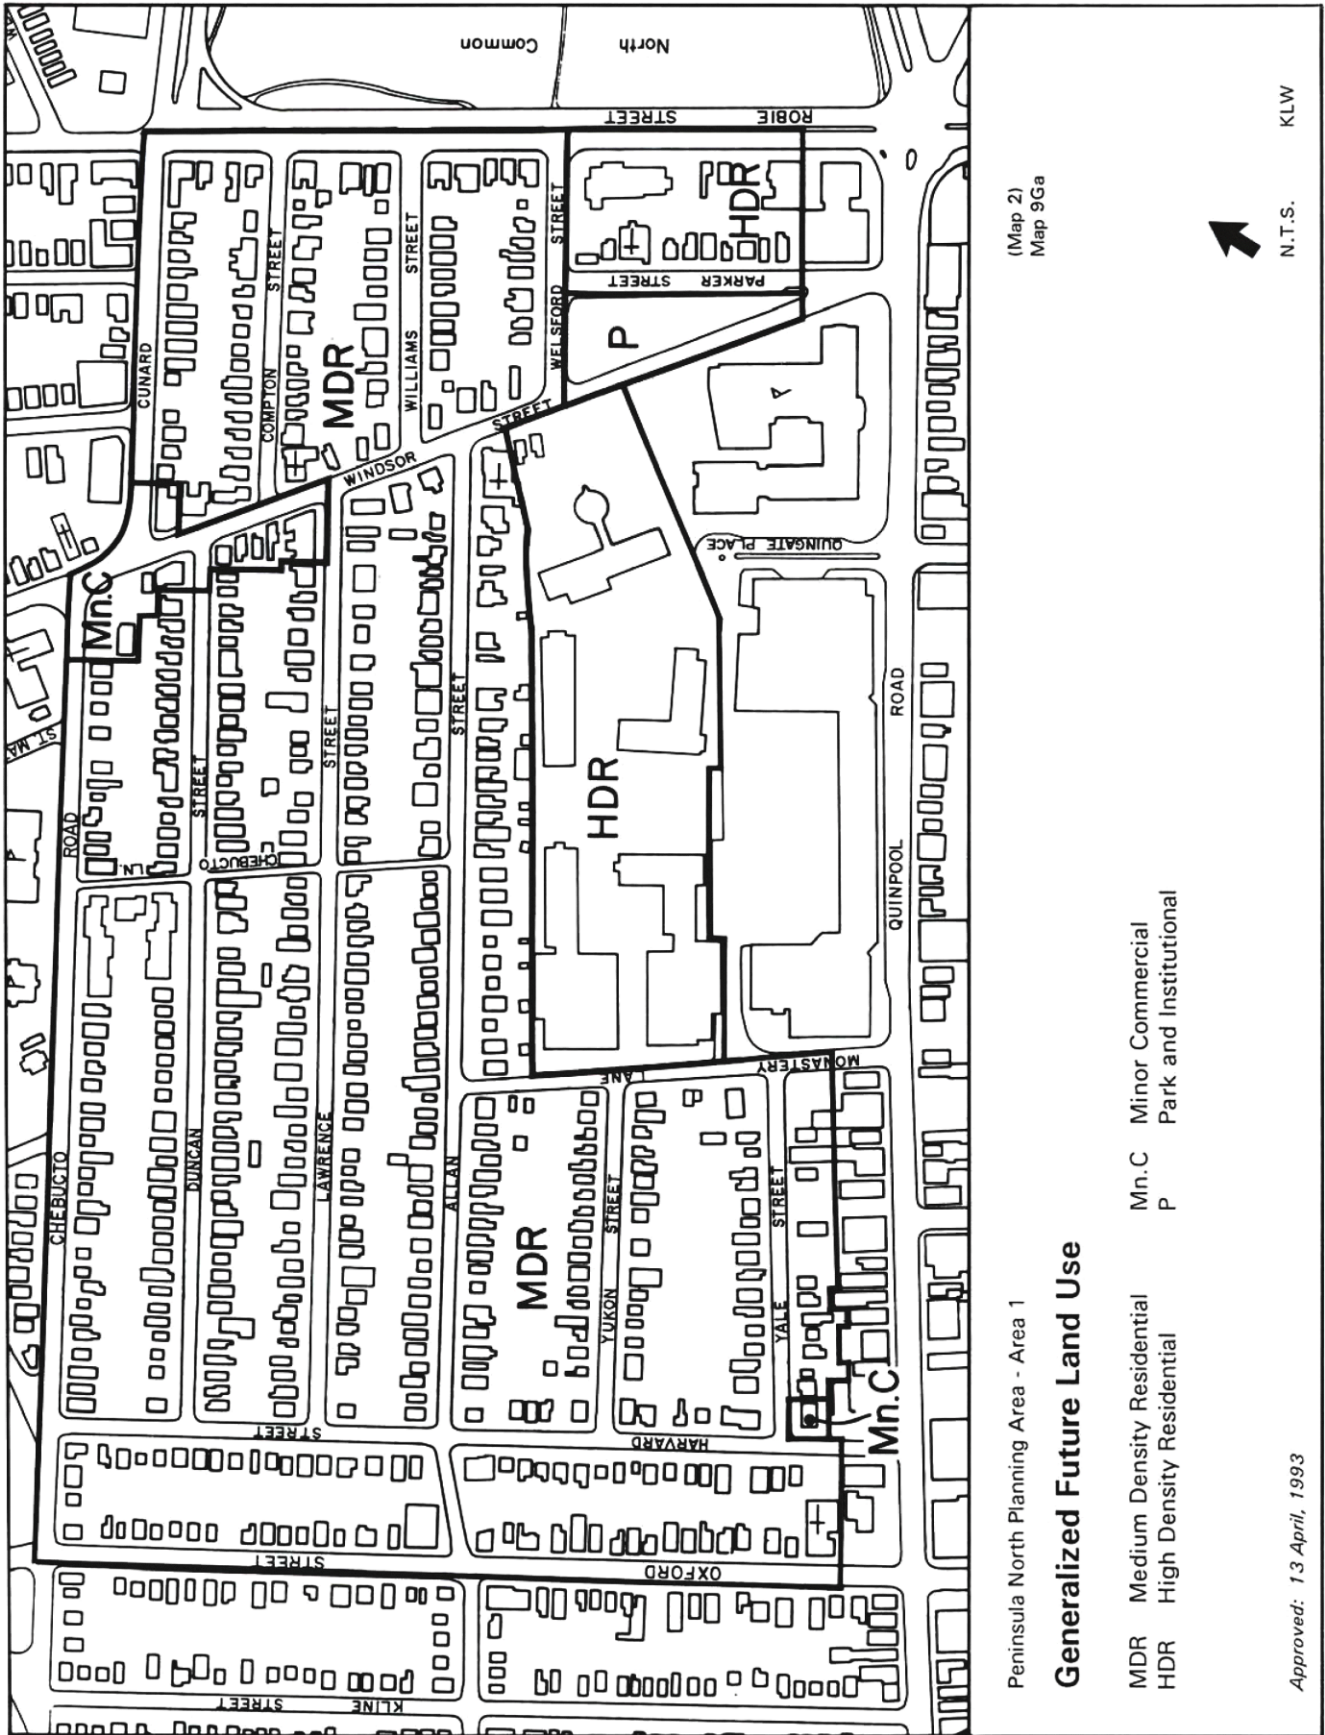 North
Common
ROBIE STREET
CUNARD
COMPTON STREET
MDR
WILLIAMS STREET
WELSFORD STREET
PARKER STREET
HDR
P
WINDSOR STREET
Mn.C
QUINGATE PLACE
ROAD
STREET
STREET
STREET
CHEBUCTO LN.
HDR
QUINPOOL ROAD
CHEBUCTO
DUNCAN
LAWRENCE
ALLAN
MONASTERY LANE
MDR
YUKON STREET
YALE STREET
Mn.C
HARVARD STREET
OXFORD STREET
KLINE STREET
Peninsula North Planning Area - Area 1
(Map 2)
Generalized Future Land Use
Map 9Ga
MDR Medium Density Residential
Mn.C Minor Commercial
HDR High Density Residential
P Park and Institutional
N.T.S. KLW
Approved: 13 April, 1993